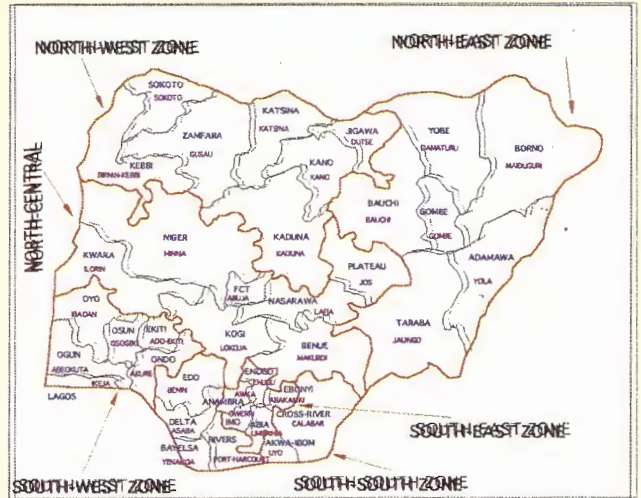 NORTH-WEST ZONE
NORTH-EAST ZONE
NORTH-CENTRAL
SOKOTO
SOKOTO
KATSINA
KATSINA
ZAMFARA
GUSAU
JIGAWA
DUTSE
YOBE
DAMATURU
BORNO
MAIDUGURI
KEBBI
BIRNIN-KEBBI
KANO
KANO
BAUCHI
BAUCHI
GOMBE
GOMBE
NIGER
MINNA
KADUNA
KADUNA
ADAMAWA
YOLA
KWARA
ILORIN
PLATEAU
JOS
FCT
ABUJA
NASARAWA
LAFIA
TARABA
JALINGO
OYO
IBADAN
OSUN
OSOGBO
EKITI
ADO-EKITI
KOGI
LOKOJA
BENUE
MAKURDI
OGUN
ABEOKUTA
ONDO
AKURE
IKEJA
LAGOS
EDO
BENIN
ENUGU
ENUGU
EBONYI
ABAKALIKI
ANAMBRA
AWKA
OWERRI
IMO
ABIA
UMUAHIA
CROSS-RIVER
CALABAR
DELTA
ASABA
BAYELSA
YENAGOA
RIVERS
PORT-HARCOURT
AKWA-IBOM
UYO
SOUTH-EAST ZONE
SOUTH-WEST ZONE
SOUTH-SOUTH ZONE